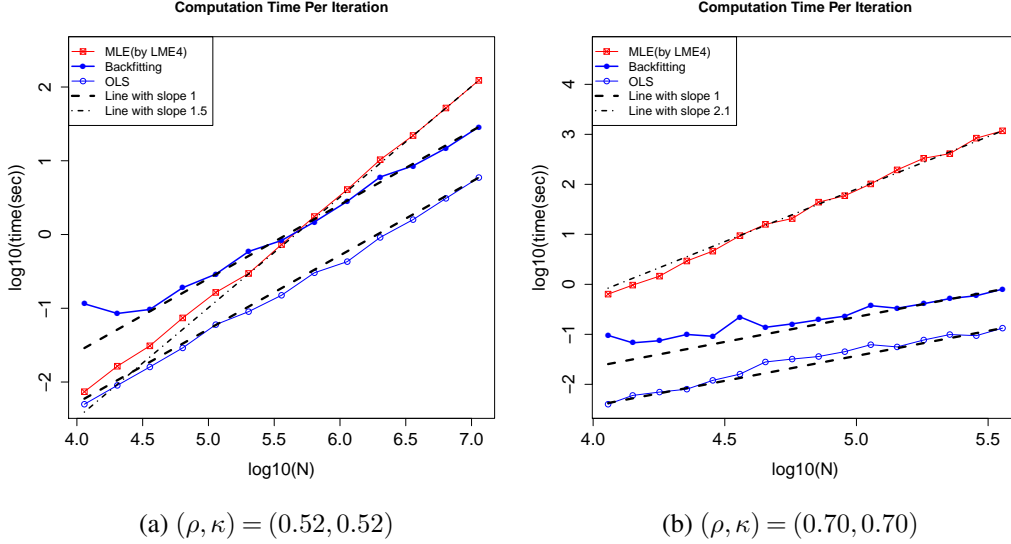 Computation Time Per Iteration
MLE(by LME4)
Backfitting
OLS
Line with slope 1
Line with slope 1.5
log10(time(sec))
2
1
0
−1
−2
4.0 4.5 5.0 5.5 6.0 6.5 7.0
log10(N)
(a) (ρ, κ) = (0.52, 0.52)
Computation Time Per Iteration
MLE(by LME4)
Backfitting
OLS
Line with slope 1
Line with slope 2.1
log10(time(sec))
4
3
2
1
0
−1
−2
4.0 4.5 5.0 5.5
log10(N)
(b) (ρ, κ) = (0.70, 0.70)